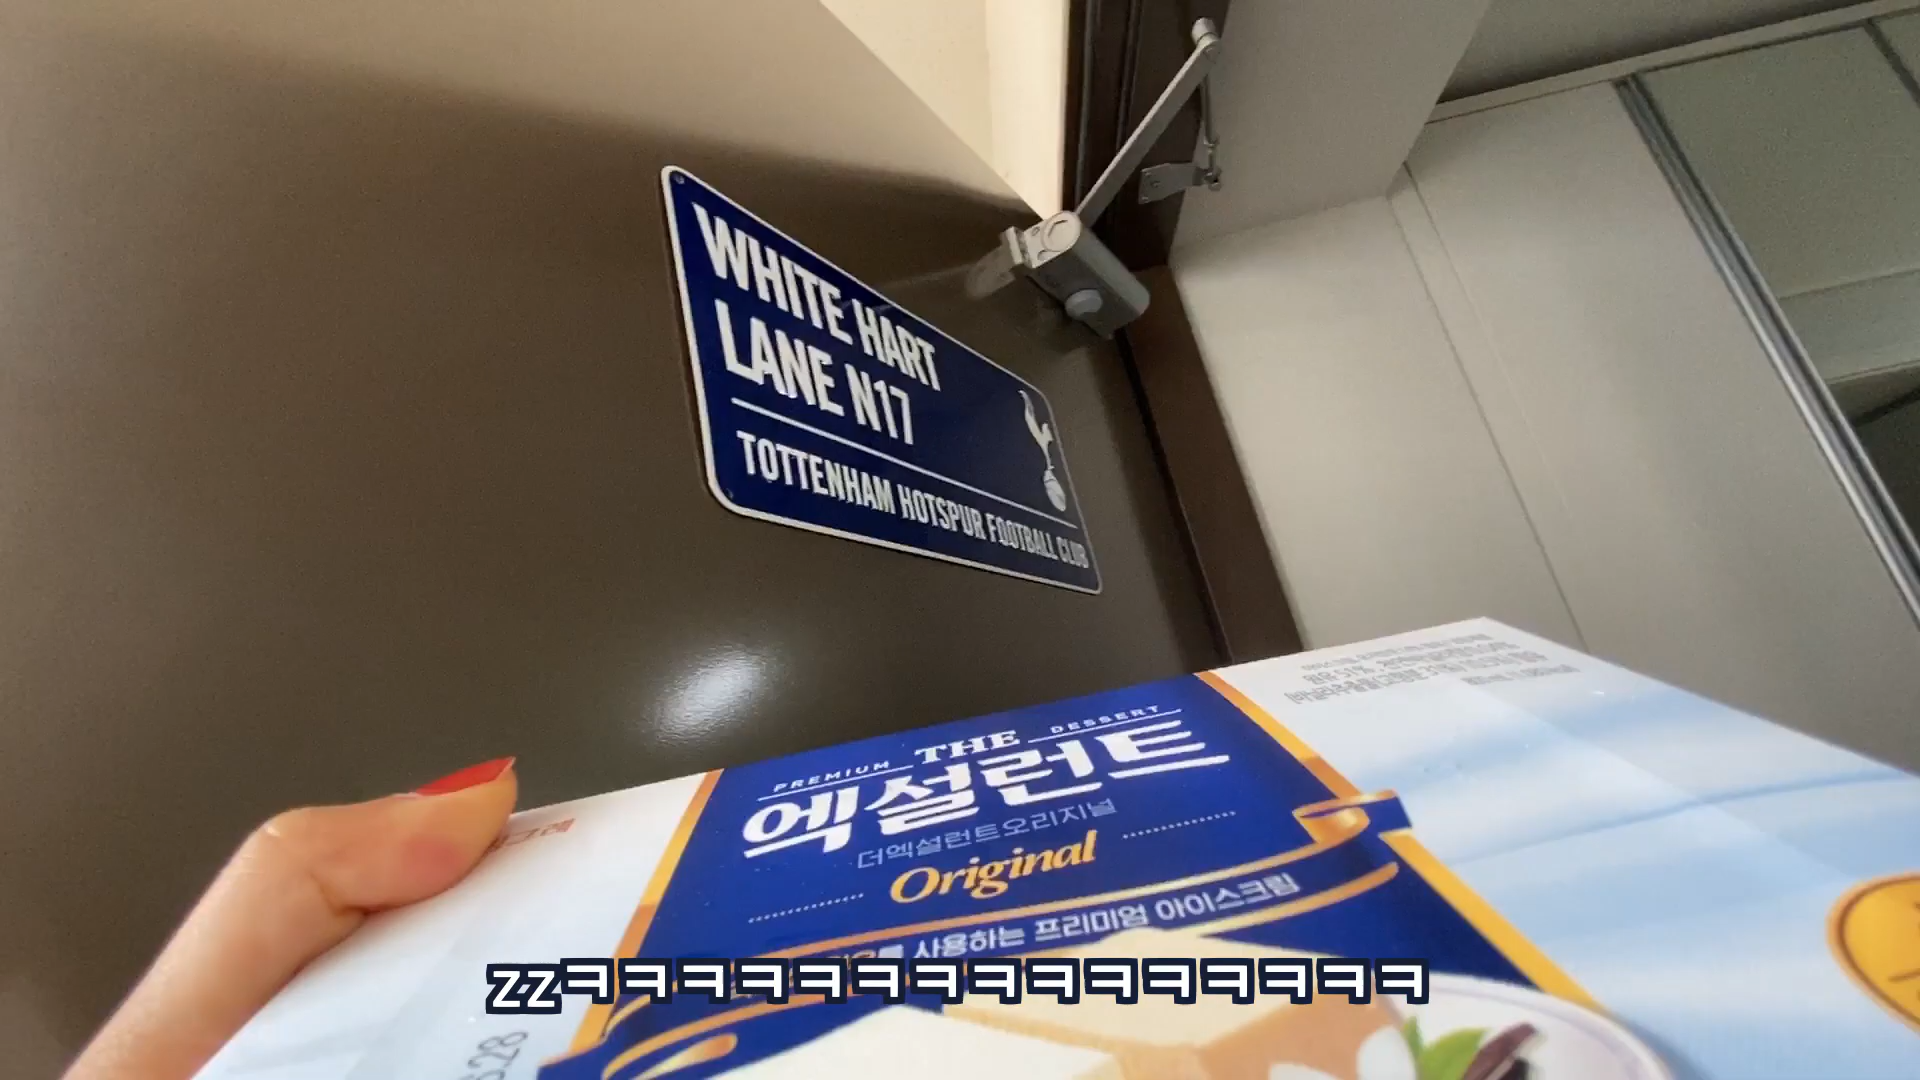 WHITE HART
LANE N17
TOTTENHAM HOTSPUR FOOTBALL CLUB
PREMIUM THE DESSERT
엑설런트
더엑설런트오리지널
Original
사용하는 프리미엄 아이스크림
zzㅋㅋㅋㅋㅋㅋㅋㅋㅋㅋㅋㅋㅋㅋㅋ